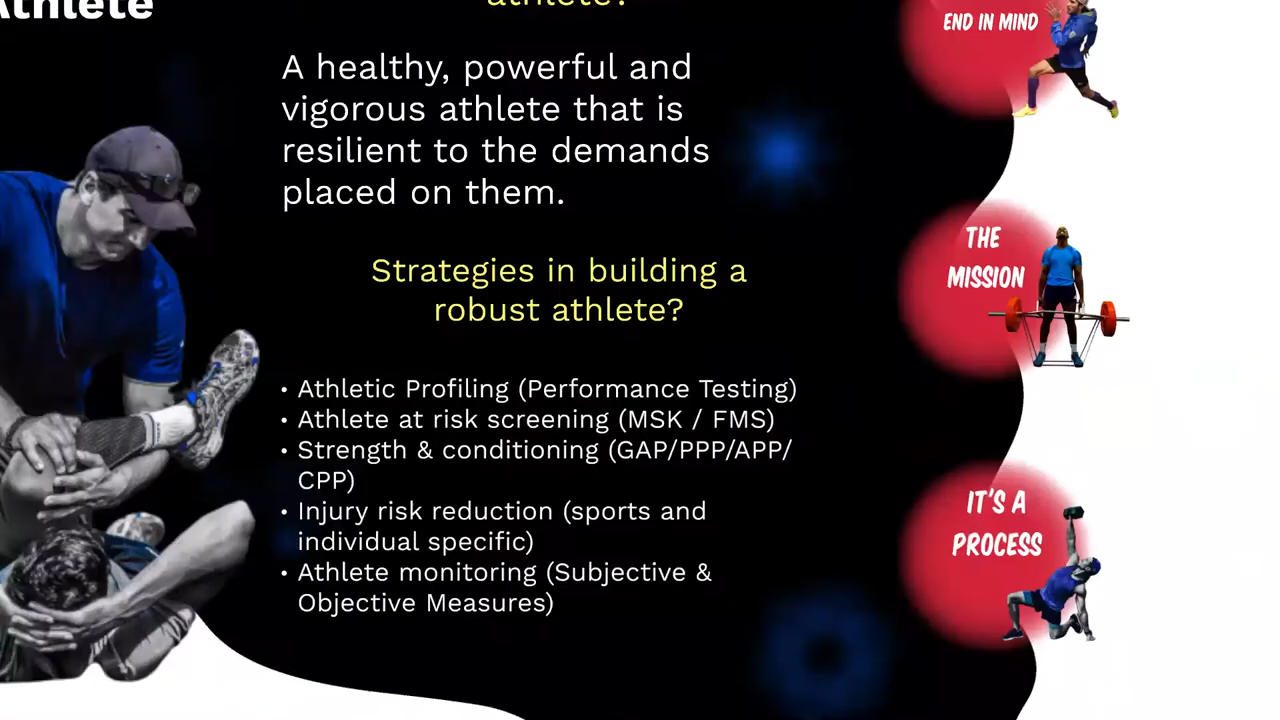 Athlete
athlete?
A healthy, powerful and
vigorous athlete that is
resilient to the demands
placed on them.
Strategies in building a
robust athlete?
• Athletic Profiling (Performance Testing)
• Athlete at risk screening (MSK / FMS)
• Strength & conditioning (GAP/PPP/APP/
CPP)
• Injury risk reduction (sports and
individual specific)
• Athlete monitoring (Subjective &
Objective Measures)
END IN MIND
THE
MISSION
IT'S A
PROCESS